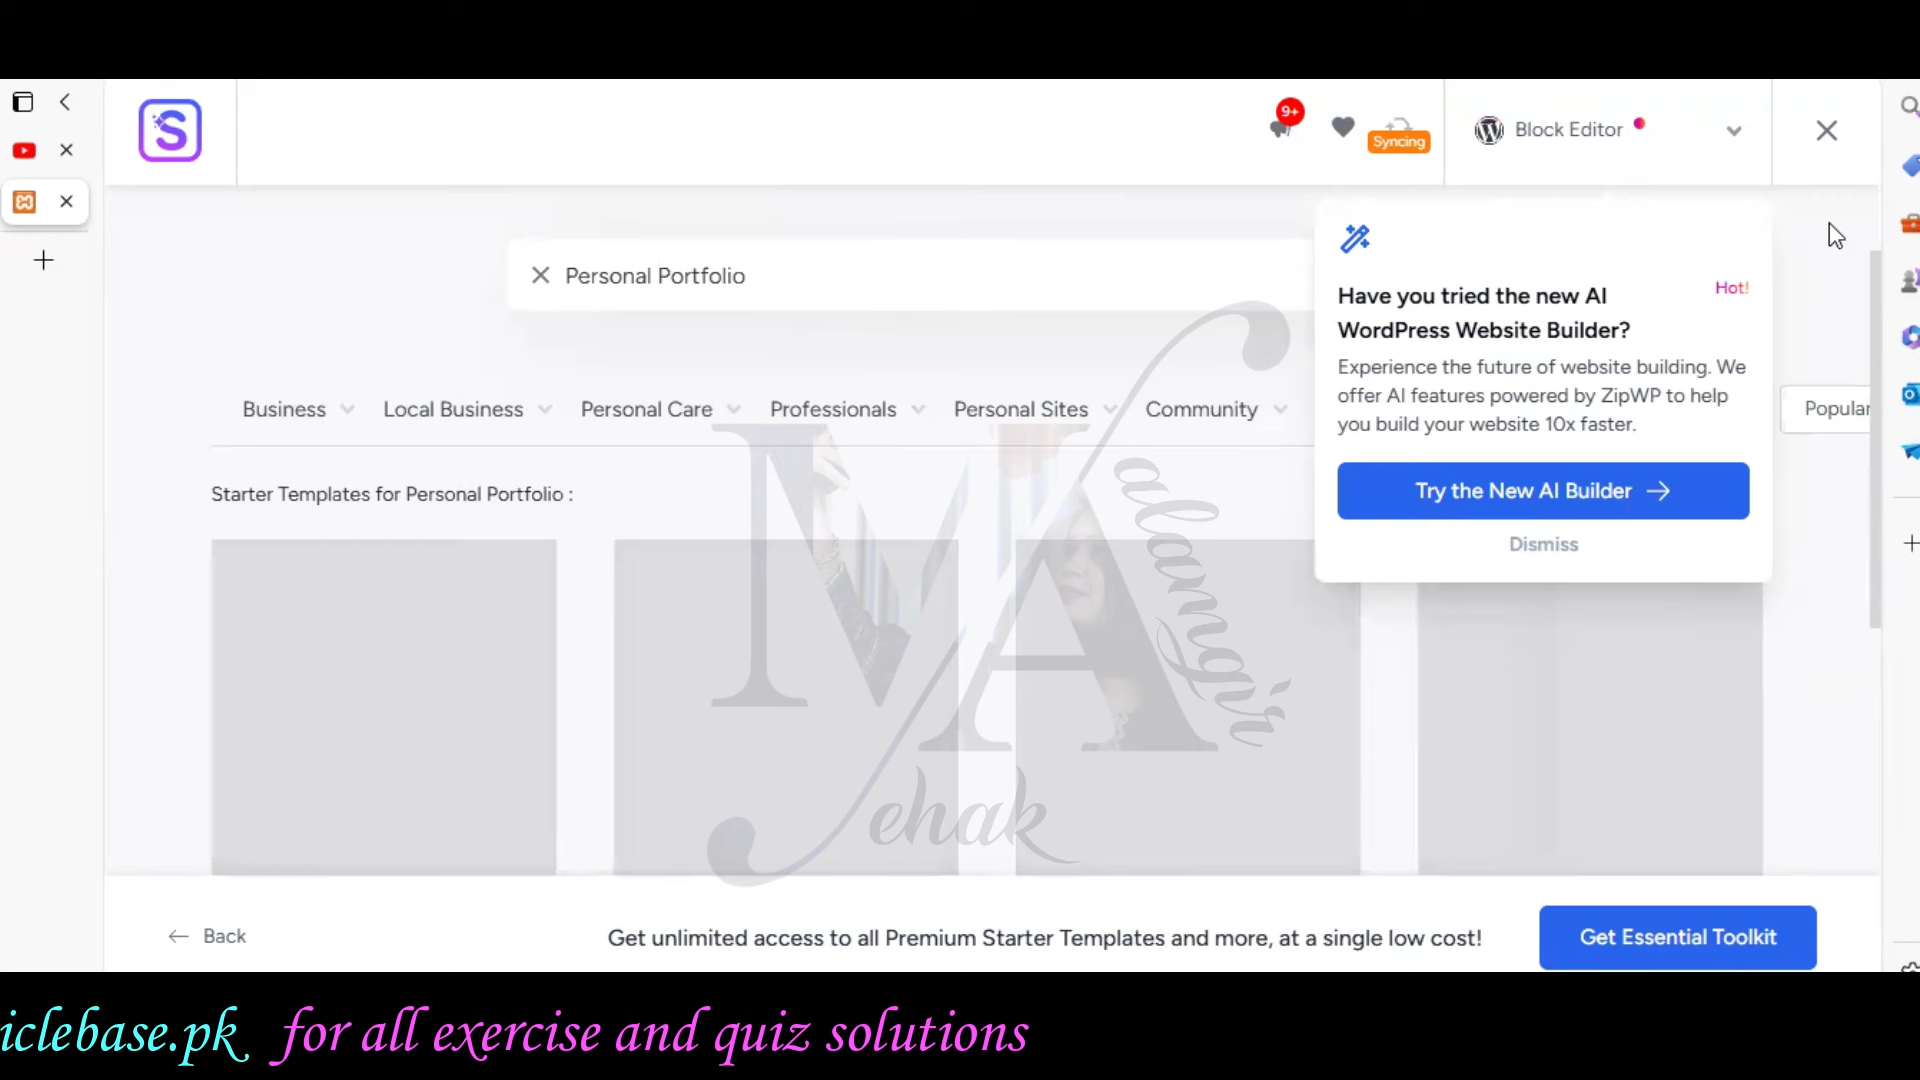 9+
Syncing
Block Editor
Personal Portfolio
Have you tried the new AI
WordPress Website Builder?
Hot!
Experience the future of website building. We
offer AI features powered by ZipWP to help
you build your website 10x faster.
Try the New AI Builder
Dismiss
Business
Local Business
Personal Care
Professionals
Personal Sites
Community
Popular
Starter Templates for Personal Portfolio :
MA
alamgir
ehak
Back
Get unlimited access to all Premium Starter Templates and more, at a single low cost!
Get Essential Toolkit
iclebase.pk for all exercise and quiz solutions